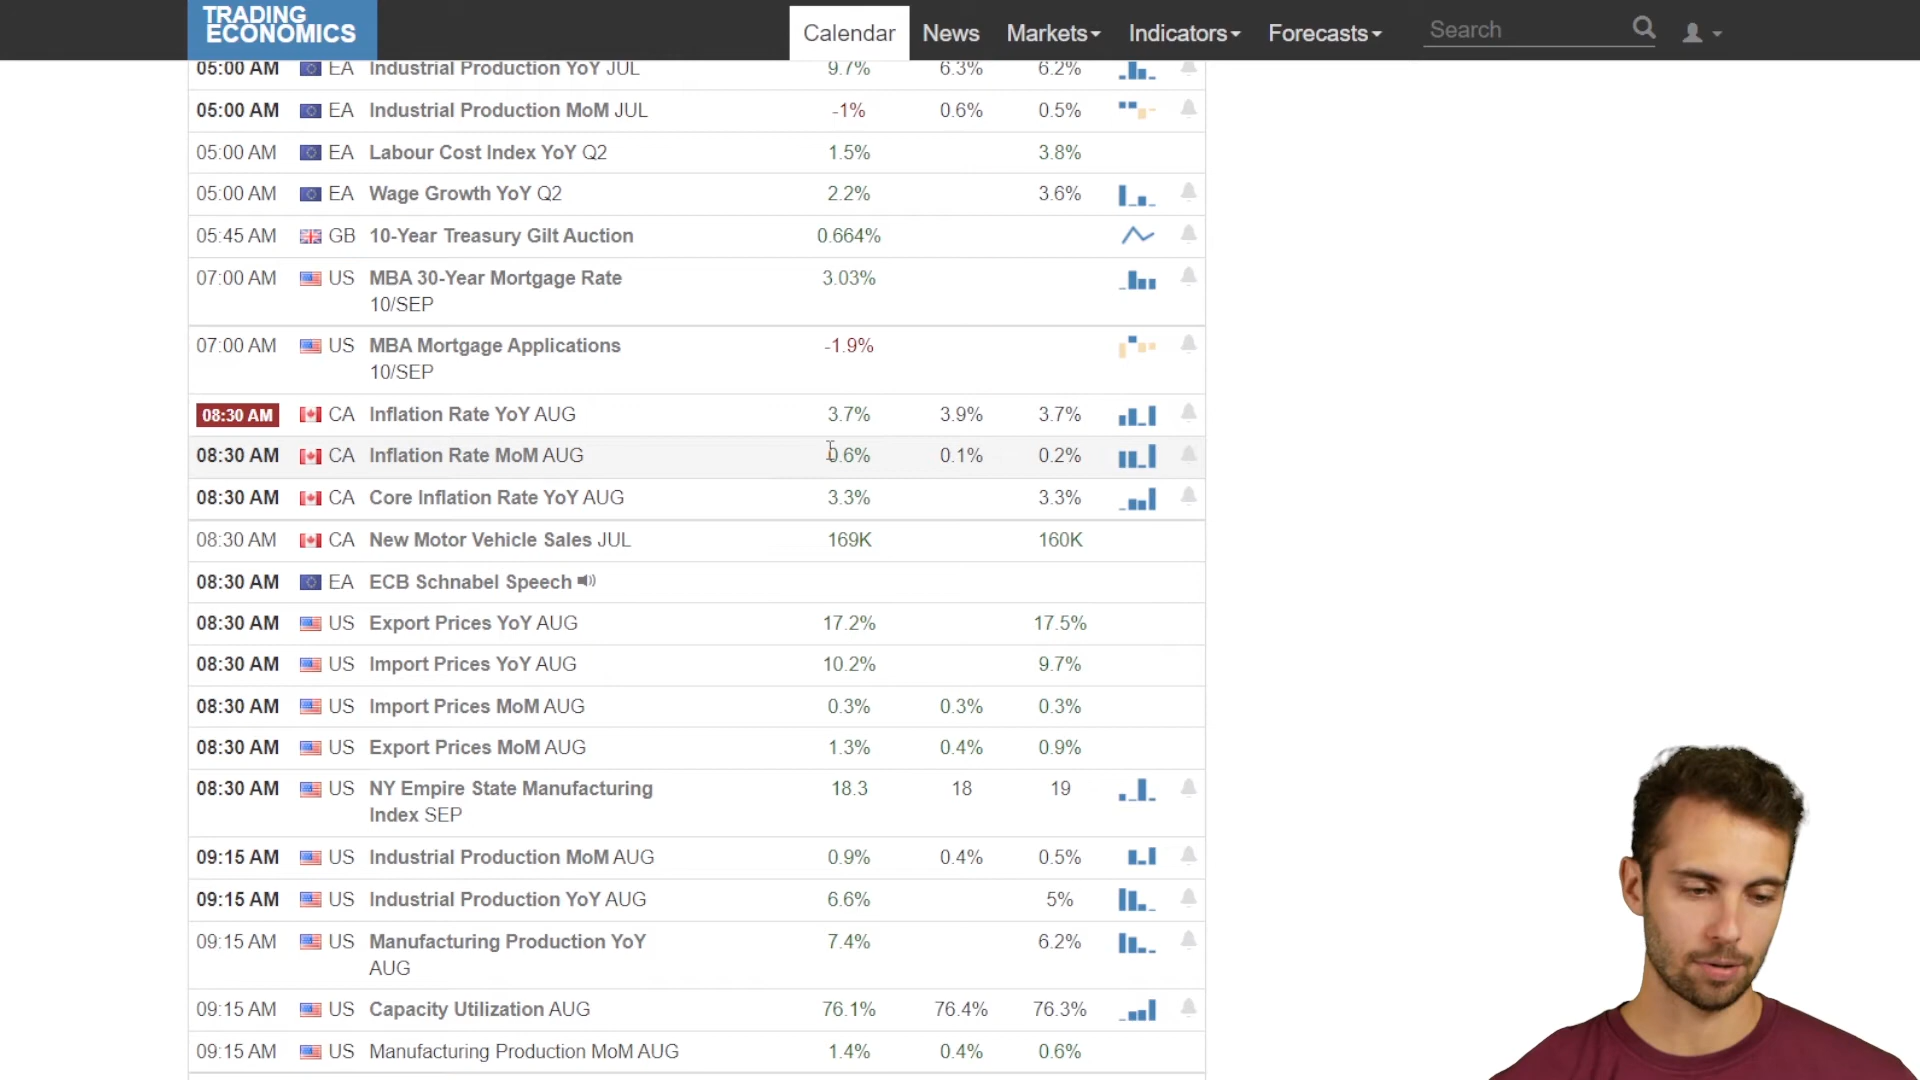 TRADING
ECONOMICS
Calendar News Markets Indicators Forecasts Search
05:00 AM EA Industrial Production YoY JUL 9.7% 6.3% 6.2%
05:00 AM EA Industrial Production MoM JUL -1% 0.6% 0.5%
05:00 AM EA Labour Cost Index YoY Q2 1.5% 3.8%
05:00 AM EA Wage Growth YoY Q2 2.2% 3.6%
05:45 AM GB 10-Year Treasury Gilt Auction 0.664%
07:00 AM US MBA 30-Year Mortgage Rate 3.03%
10/SEP
07:00 AM US MBA Mortgage Applications -1.9%
10/SEP
08:30 AM CA Inflation Rate YoY AUG 3.7% 3.9% 3.7%
08:30 AM CA Inflation Rate MoM AUG 0.6% 0.1% 0.2%
08:30 AM CA Core Inflation Rate YoY AUG 3.3% 3.3%
08:30 AM CA New Motor Vehicle Sales JUL 169K 160K
08:30 AM EA ECB Schnabel Speech
08:30 AM US Export Prices YoY AUG 17.2% 17.5%
08:30 AM US Import Prices YoY AUG 10.2% 9.7%
08:30 AM US Import Prices MoM AUG 0.3% 0.3% 0.3%
08:30 AM US Export Prices MoM AUG 1.3% 0.4% 0.9%
08:30 AM US NY Empire State Manufacturing 18.3 18 19
Index SEP
09:15 AM US Industrial Production MoM AUG 0.9% 0.4% 0.5%
09:15 AM US Industrial Production YoY AUG 6.6% 5%
09:15 AM US Manufacturing Production YoY 7.4% 6.2%
AUG
09:15 AM US Capacity Utilization AUG 76.1% 76.4% 76.3%
09:15 AM US Manufacturing Production MoM AUG 1.4% 0.4% 0.6%